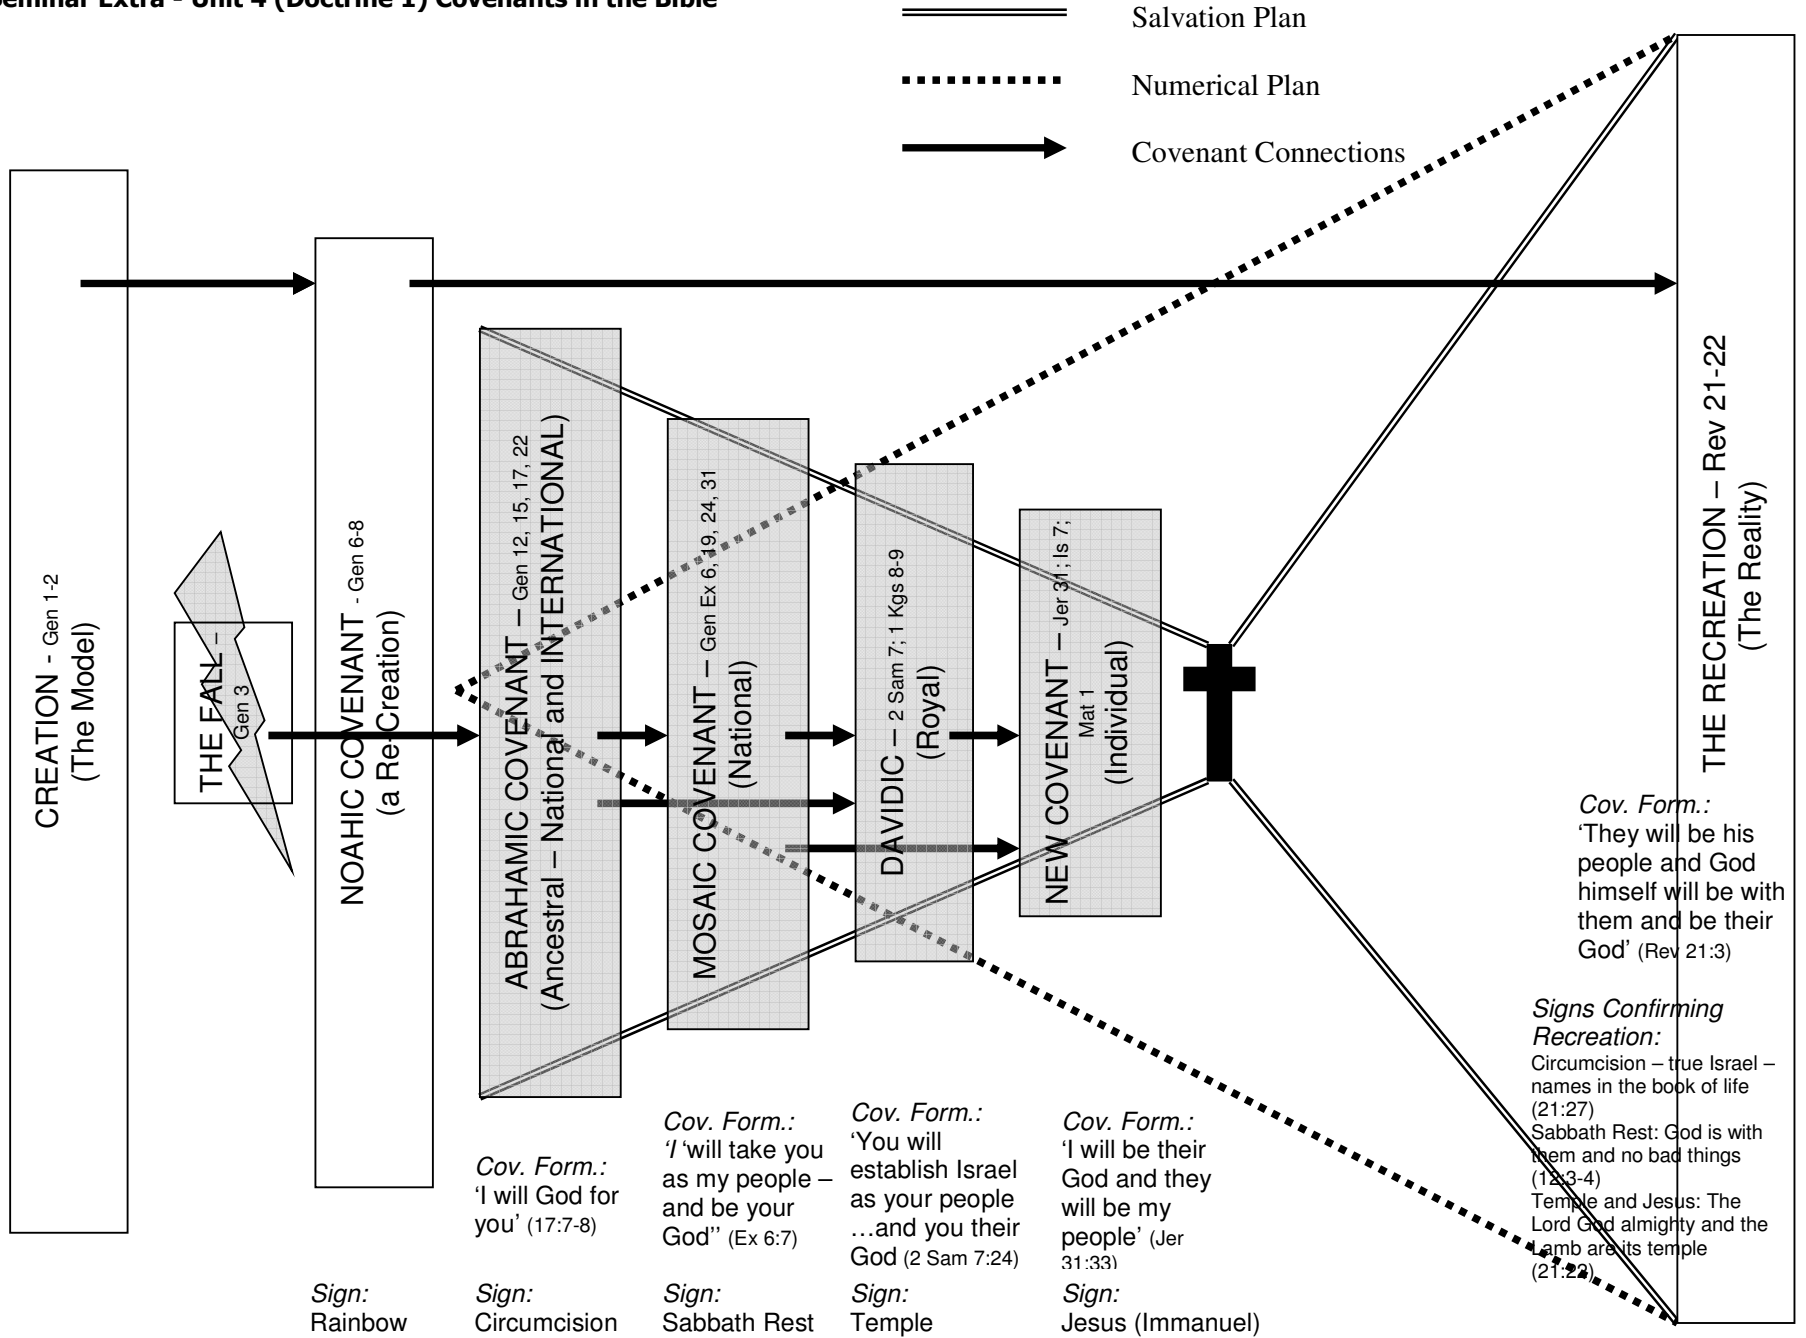 Seminar Extra - Unit 4 (Doctrine 1) Covenants in the Bible
Salvation Plan
Numerical Plan
Covenant Connections
CREATION - Gen 1-2
(The Model)
THE FALL –
Gen 3
NOAHIC COVENANT - Gen 6-8
(a Re-Creation)
ABRAHAMIC COVENANT – Gen 12, 15, 17, 22
(Ancestral – National and INTERNATIONAL)
MOSAIC COVENANT – Gen Ex 6, 19, 24, 31
(National)
DAVIDIC – 2 Sam 7; 1 Kgs 8-9
(Royal)
NEW COVENANT – Jer 31; Is 7;
Mat 1
(Individual)
THE RECREATION – Rev 21-22
(The Reality)
Cov. Form.:
‘I will God for
you’ (17:7-8)
Cov. Form.:
‘I ‘will take you
as my people –
and be your
God’’ (Ex 6:7)
Cov. Form.:
‘You will
establish Israel
as your people
…and you their
God (2 Sam 7:24)
Cov. Form.:
‘I will be their
God and they
will be my
people’ (Jer
31:33)
Cov. Form.:
‘They will be his
people and God
himself will be with
them and be their
God’ (Rev 21:3)
Signs Confirming
Recreation:
Circumcision – true Israel –
names in the book of life
(21:27)
Sabbath Rest: God is with
them and no bad things
(12:3-4)
Temple and Jesus: The
Lord God almighty and the
Lamb are its temple
(21:22)
Sign:
Rainbow
Sign:
Circumcision
Sign:
Sabbath Rest
Sign:
Temple
Sign:
Jesus (Immanuel)